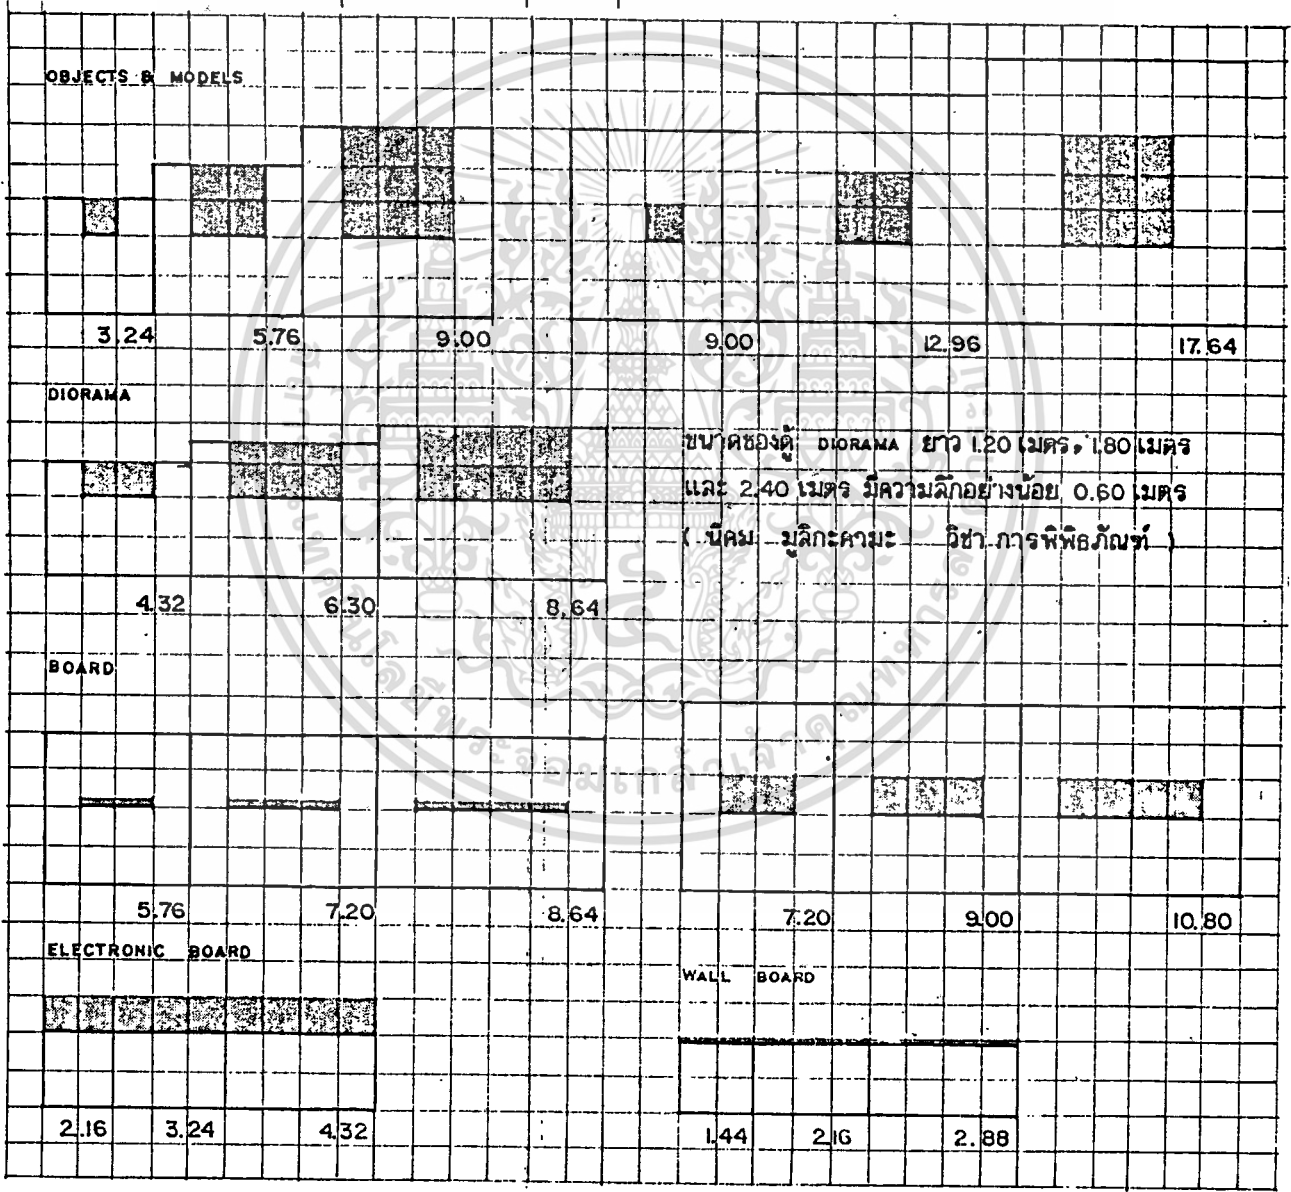 OBJECTS & MODELS
3.24 5.76 9.00 9.00 12.96 17.64
DIORAMA
ขนาดของตู้ DIORAMA ยาว 1.20 เมตร, 1.80 เมตร
และ 2.40 เมตร มีความลึกอย่างน้อย 0.60 เมตร
( นิคม มูสิกะคามะ วิชา การพิพิธภัณฑ์ )
4.32 6.30 8.64
BOARD
5.76 7.20 8.64 7.20 9.00 10.80
ELECTRONIC BOARD
WALL BOARD
2.16 3.24 4.32 1.44 2.16 2.88